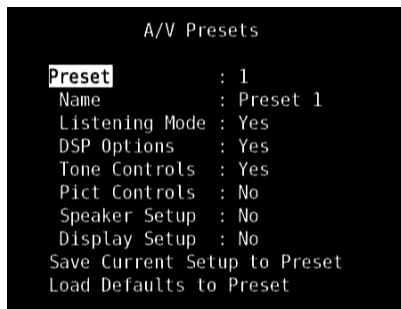 A/V Presets
Preset : 1
Name : Preset 1
Listening Mode : Yes
DSP Options : Yes
Tone Controls : Yes
Pict Controls : No
Speaker Setup : No
Display Setup : No
Save Current Setup to Preset
Load Defaults to Preset